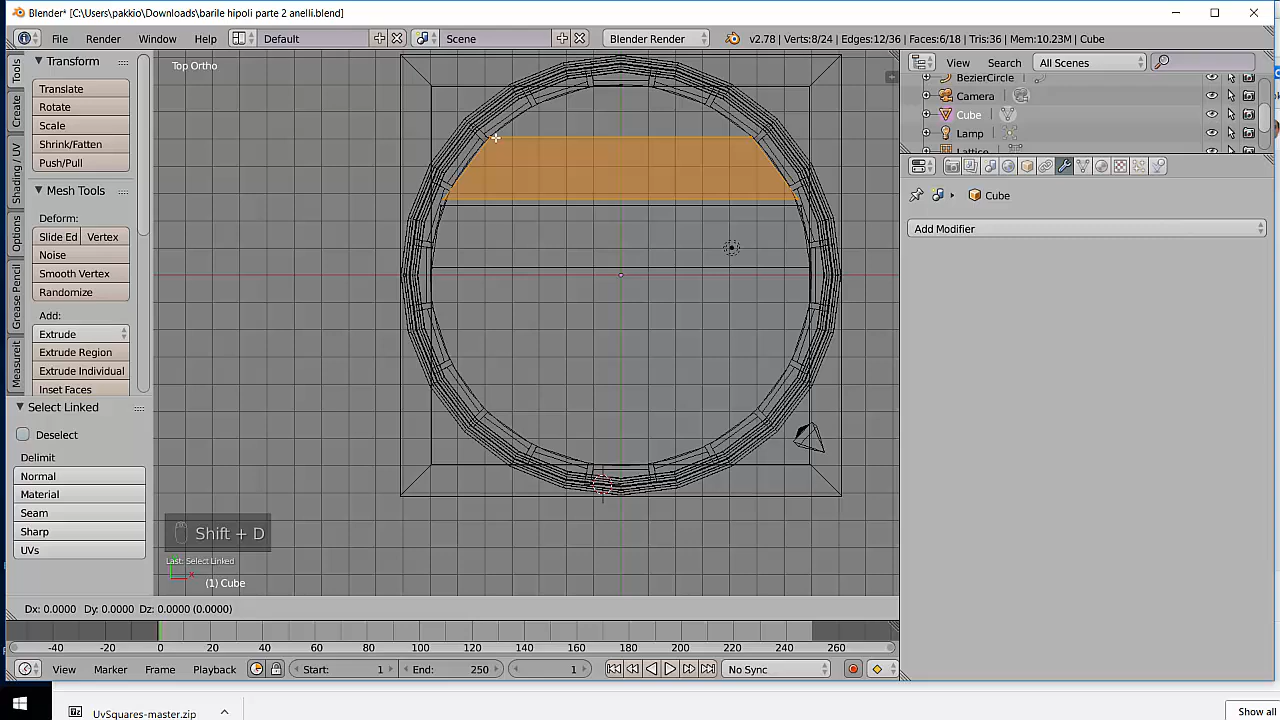 Blender* [C:\Users\pakkio\Downloads\barile hipoli parte 2 anelli.blend]
File Render Window Help Default Scene Blender Render v2.78 | Verts:8/24 | Edges:12/36 | Faces:6/18 | Tris:36 | Mem:10.23M | Cube
Transform
Translate
Rotate
Scale
Shrink/Fatten
Push/Pull
Mesh Tools
Deform:
Slide Ed Vertex
Noise
Smooth Vertex
Randomize
Add:
Extrude
Extrude Region
Extrude Individual
Inset Faces
Tools
Create
Shading / UV
Options
Grease Pencil
Measureit
Select Linked
Deselect
Delimit
Normal
Material
Seam
Sharp
UVs
Top Ortho
Shift + D
Last: Select Linked
x
(1) Cube
Dx: 0.0000 Dy: 0.0000 Dz: 0.0000 (0.0000)
View Search All Scenes
BezierCircle
Camera
Cube
Lamp
Lattice
Cube
Add Modifier
-40 -20 0 20 40 60 80 100 120 140 160 180 200 220 240 260
View Marker Frame Playback Start: 1 End: 250 1 No Sync
UvSquares-master.zip
Show all